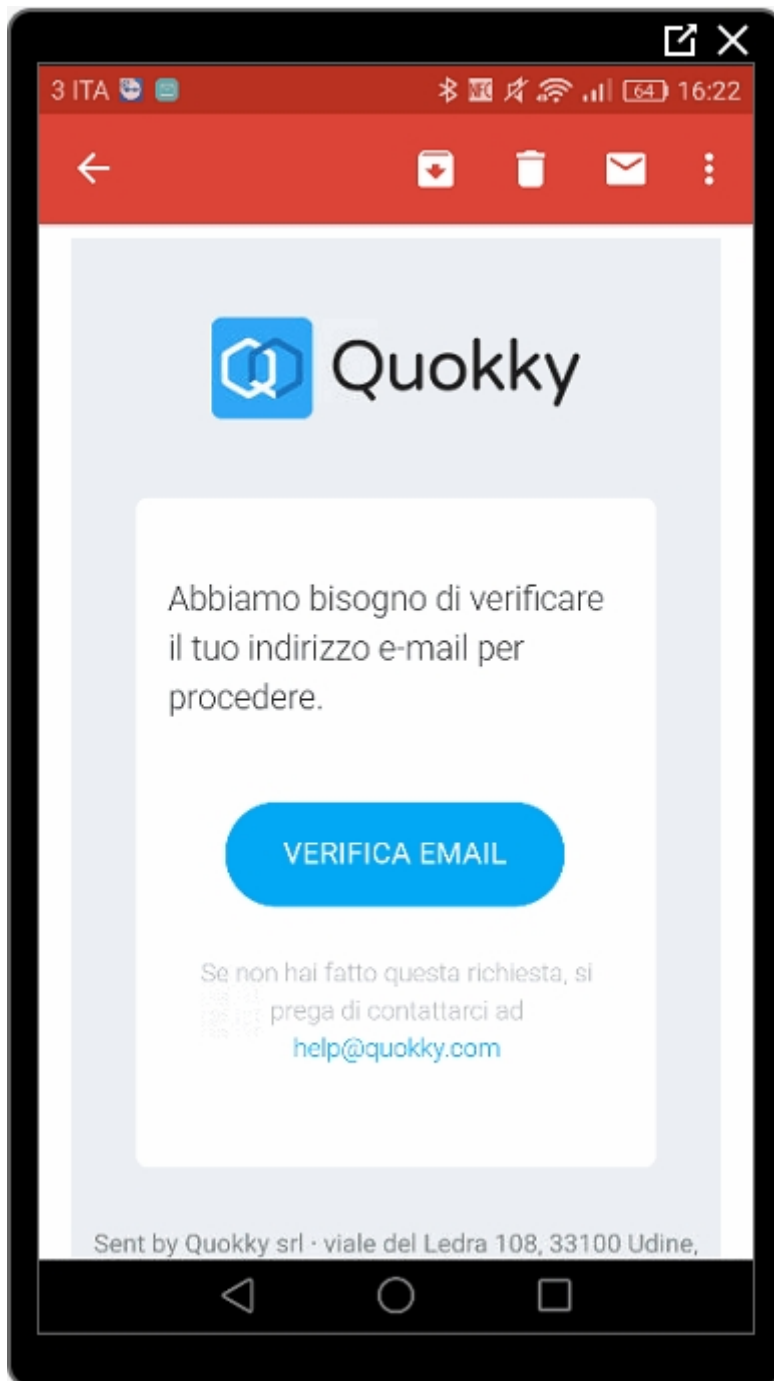 3 ITA NFC 64 16:22
Quokky
Abbiamo bisogno di verificare
il tuo indirizzo e-mail per
procedere.
VERIFICA EMAIL
Se non hai fatto questa richiesta, si
prega di contattarci ad
help@quokky.com
Sent by Quokky srl · viale del Ledra 108, 33100 Udine,